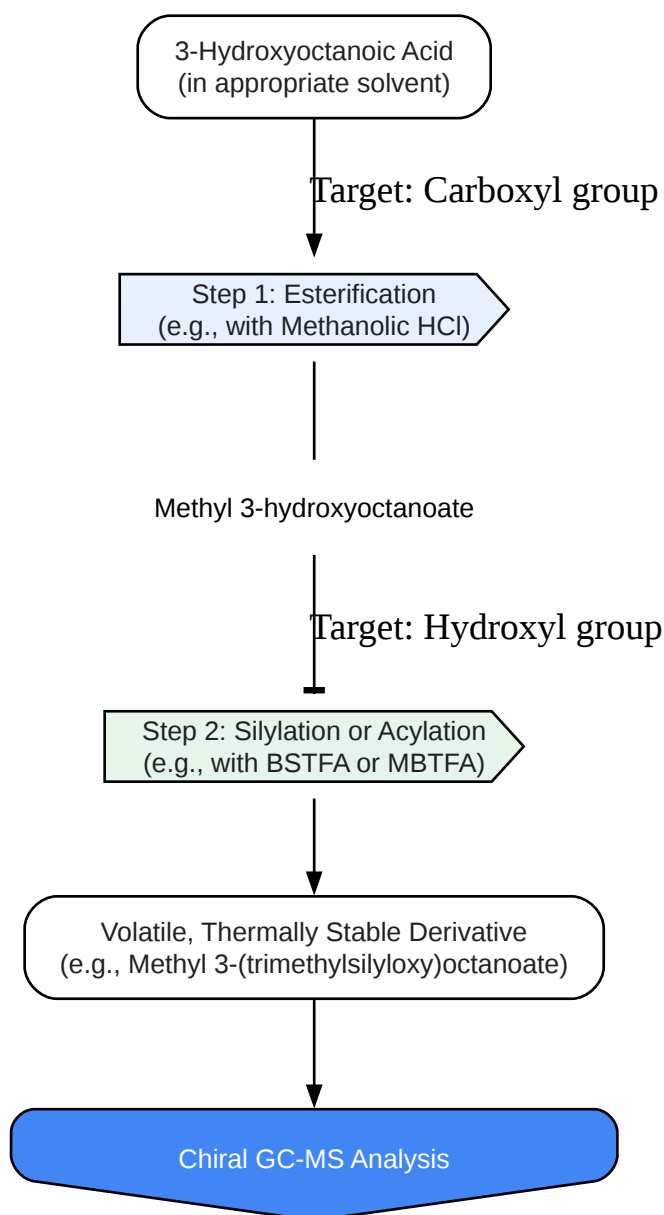 3-Hydroxyoctanoic Acid
(in appropriate solvent)
Target: Carboxyl group
Step 1: Esterification
(e.g., with Methanolic HCl)
Methyl 3-hydroxyoctanoate
Target: Hydroxyl group
Step 2: Silylation or Acylation
(e.g., with BSTFA or MBTFA)
Volatile, Thermally Stable Derivative
(e.g., Methyl 3-(trimethylsilyloxy)octanoate)
Chiral GC-MS Analysis